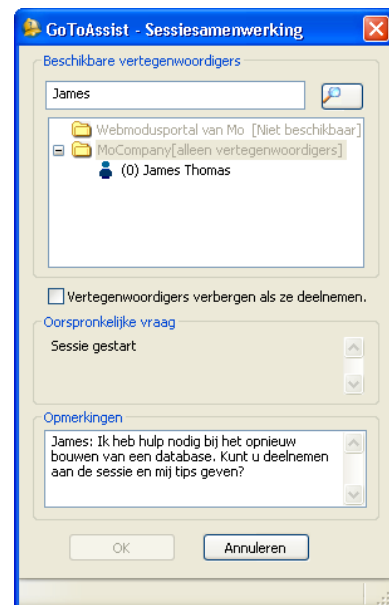 GoToAssist - Sessiesamenwerking
Beschikbare vertegenwoordigers
James
Webmodusportal van Mo [Niet beschikbaar]
MoCompany[alleen vertegenwoordigers]
(0) James Thomas
Vertegenwoordigers verbergen als ze deelnemen.
Oorspronkelijke vraag
Sessie gestart
Opmerkingen
James: Ik heb hulp nodig bij het opnieuw
bouwen van een database. Kunt u deelnemen
aan de sessie en mij tips geven?
OK
Annuleren